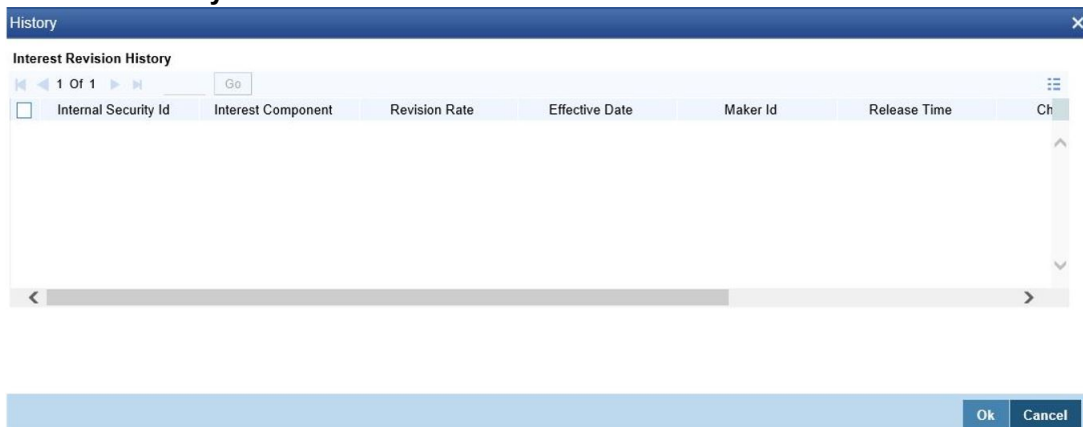 History
Interest Revision History
1 Of 1 Go
Internal Security Id Interest Component Revision Rate Effective Date Maker Id Release Time Ch
Ok Cancel